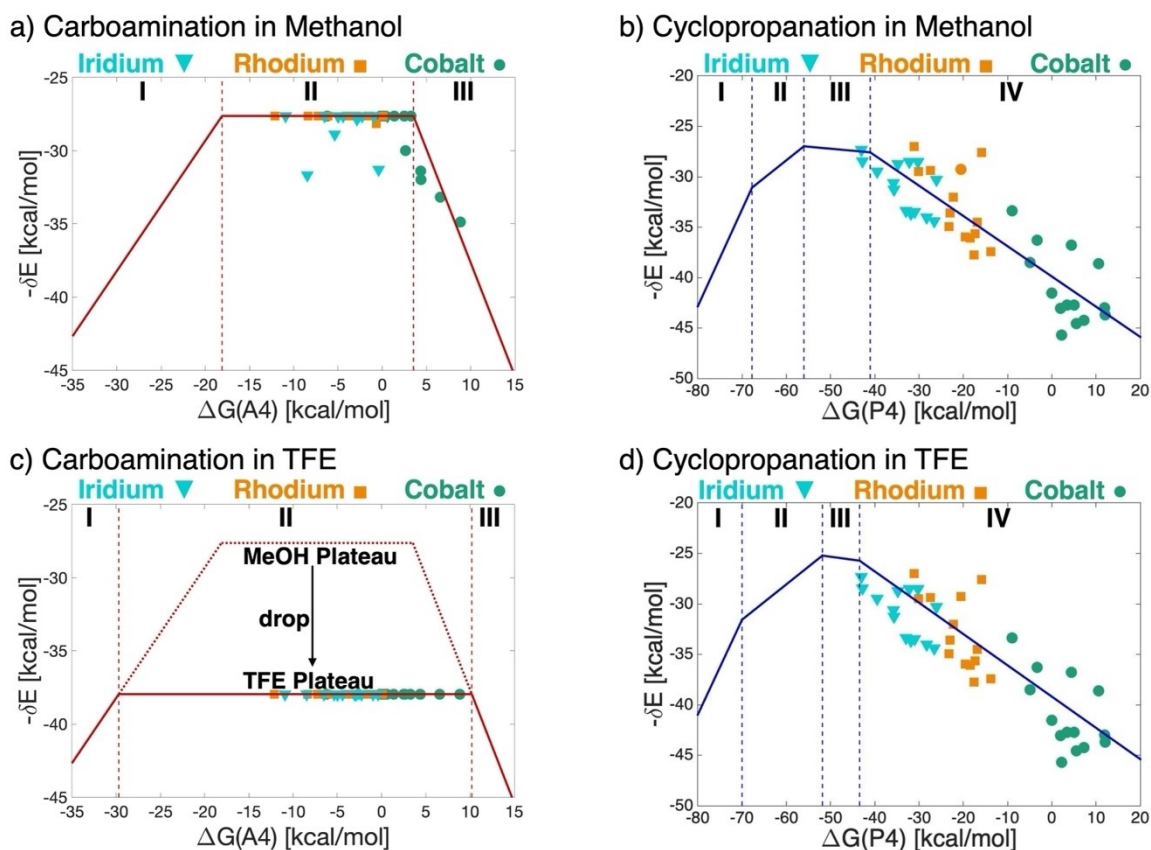 a) Carboamination in Methanol
Iridium Rhodium Cobalt
I II III
-25
-30
-35
-40
-45
-δE [kcal/mol]
-35 -30 -25 -20 -15 -10 -5 0 5 10 15
ΔG(A4) [kcal/mol]
b) Cyclopropanation in Methanol
Iridium Rhodium Cobalt
I II III IV
-20
-25
-30
-35
-40
-45
-50
-δE [kcal/mol]
-80 -70 -60 -50 -40 -30 -20 -10 0 10 20
ΔG(P4) [kcal/mol]
c) Carboamination in TFE
Iridium Rhodium Cobalt
I II III
MeOH Plateau
drop
TFE Plateau
-25
-30
-35
-40
-45
-δE [kcal/mol]
-35 -30 -25 -20 -15 -10 -5 0 5 10 15
ΔG(A4) [kcal/mol]
d) Cyclopropanation in TFE
Iridium Rhodium Cobalt
I II III IV
-20
-25
-30
-35
-40
-45
-50
-δE [kcal/mol]
-80 -70 -60 -50 -40 -30 -20 -10 0 10 20
ΔG(P4) [kcal/mol]